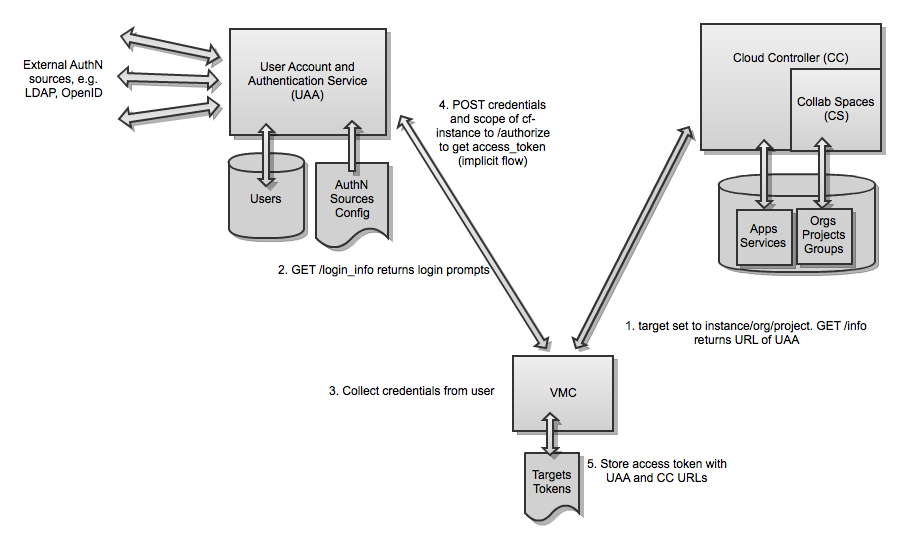 External AuthN
sources, e.g.
LDAP, OpenID
User Account and
Authentication Service
(UAA)
Users
AuthN
Sources
Config
4. POST credentials
and scope of cf-
instance to /authorize
to get access_token
(implicit flow)
Cloud Controller (CC)
Collab Spaces
(CS)
Apps
Services
Orgs
Projects
Groups
2. GET /login_info returns login prompts
1. target set to instance/org/project. GET /info
returns URL of UAA
3. Collect credentials from user
VMC
5. Store access token with
UAA and CC URLs
Targets
Tokens